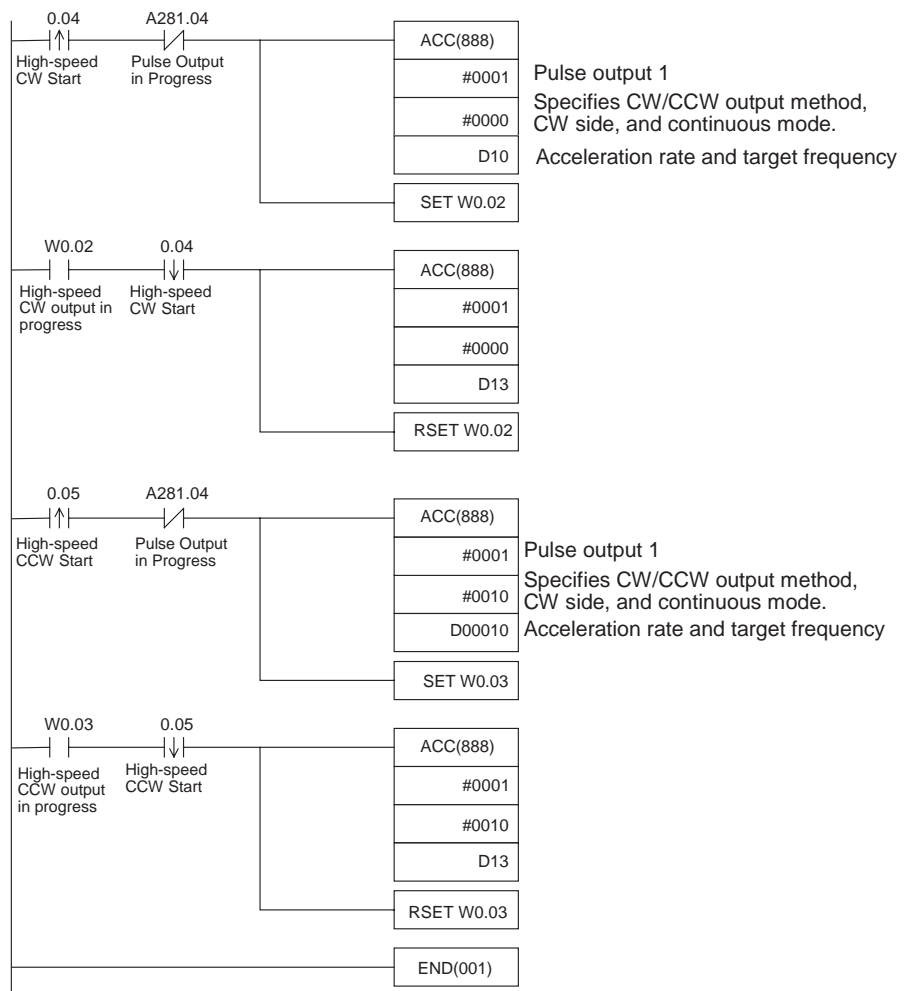 0.04 A281.04
High-speed
CW Start
Pulse Output
in Progress
ACC(888)
#0001
Pulse output 1
#0000
Specifies CW/CCW output method,
CW side, and continuous mode.
D10
Acceleration rate and target frequency
SET W0.02
W0.02 0.04
High-speed
CW output in
progress
High-speed
CW Start
ACC(888)
#0001
#0000
D13
RSET W0.02
0.05 A281.04
High-speed
CCW Start
Pulse Output
in Progress
ACC(888)
#0001
Pulse output 1
#0010
Specifies CW/CCW output method,
CW side, and continuous mode.
D00010
Acceleration rate and target frequency
SET W0.03
W0.03 0.05
High-speed
CCW output
in progress
High-speed
CCW Start
ACC(888)
#0001
#0010
D13
RSET W0.03
END(001)